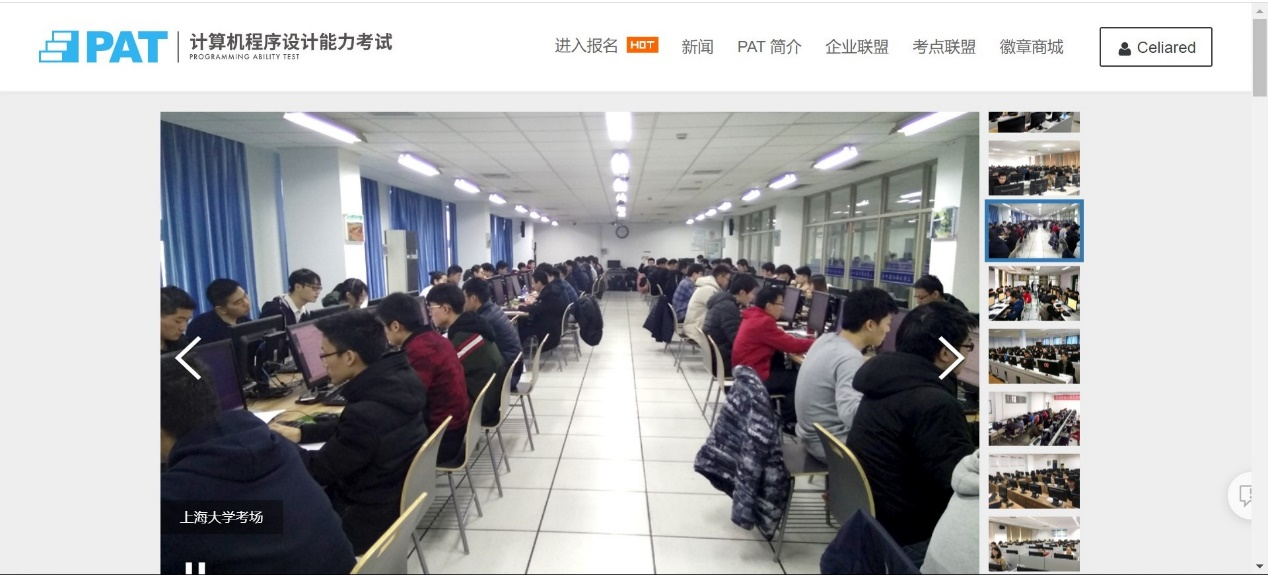 PAT
计算机程序设计能力考试
PROGRAMMING ABILITY TEST
进入报名 HOT 新闻 PAT 简介 企业联盟 考点联盟 徽章商城 Celiared
上海大学考场